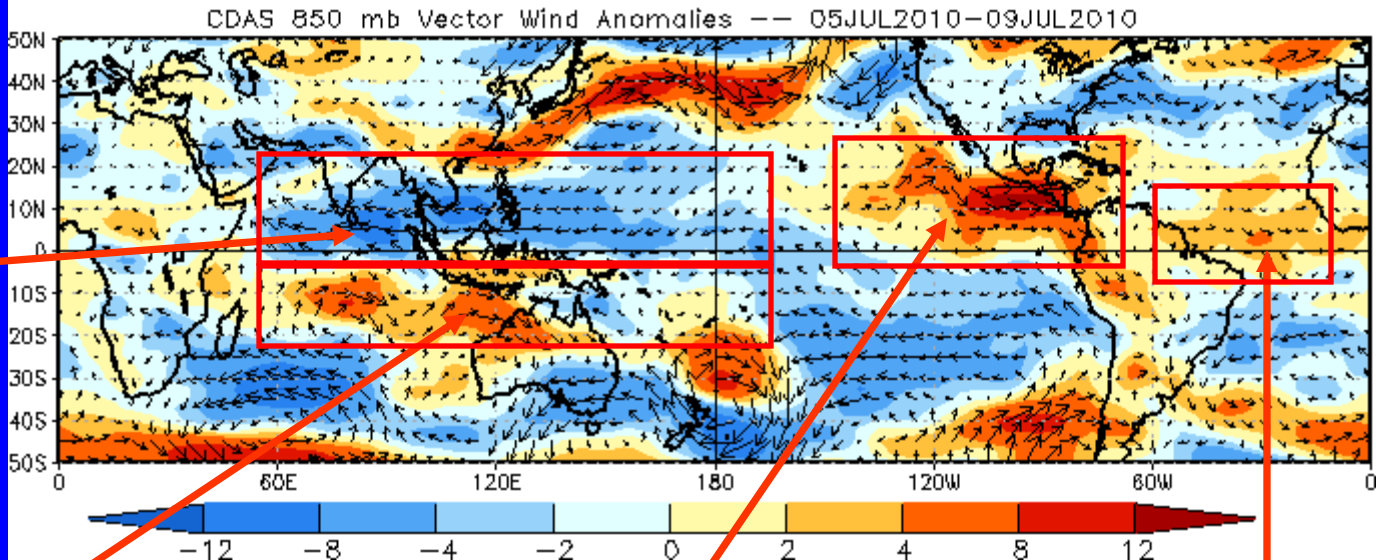 CDAS 850 mb Vector Wind Anomalies -- 05JUL2010-09JUL2010
50N
40N
30N
20N
10N
0
10S
20S
30S
40S
50S
0 60E 120E 180 120W 60W 0
-12 -8 -4 -2 0 2 4 8 12